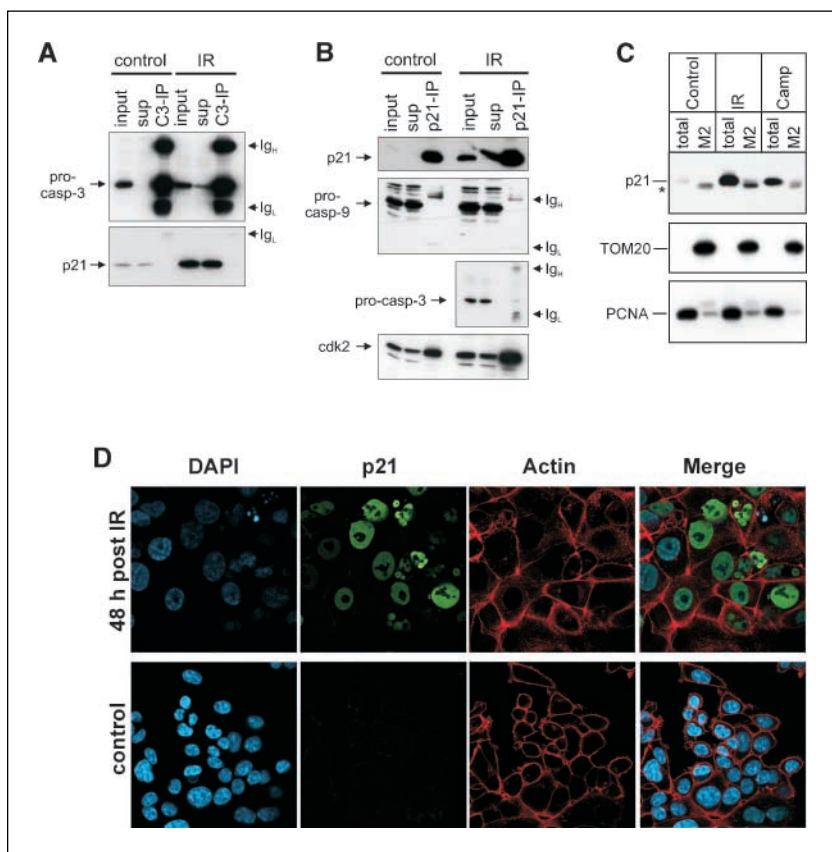 A
control IR
input sup C3-IP input sup C3-IP
IgH
pro-casp-3
IgL
IgL
p21
B
control IR
input sup p21-IP input sup p21-IP
p21
pro-casp-9
IgH
IgL
IgH
pro-casp-3
IgL
cdk2
C
Control IR Camp
total M2 total M2 total M2
p21
*
TOM20
PCNA
D
DAPI p21 Actin Merge
48 h post IR
control